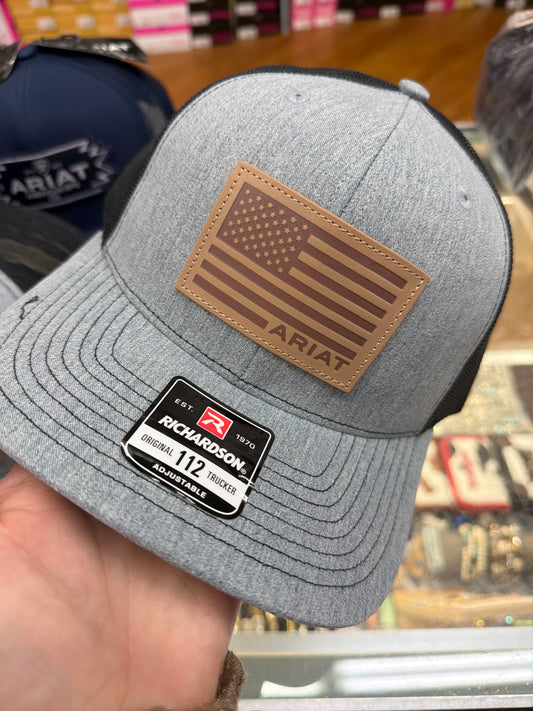 ARIAT
ARIAT
EST. R 1970
RICHARDSON®
ORIGINAL 112 TRUCKER
ADJUSTABLE